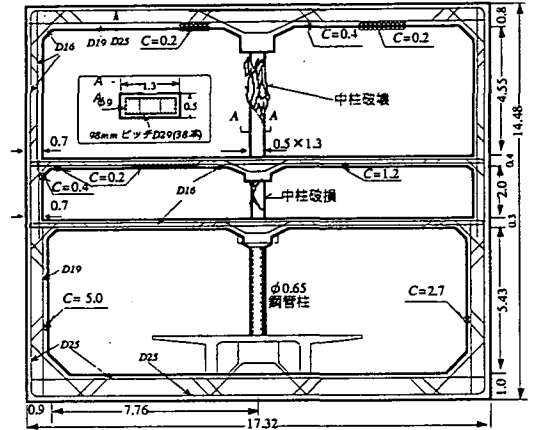 D16
D19
D25
C=0.2
C=0.4
C=0.2
0.8
A
1.3
A
φ9
0.5
98mmピッチD29(38本)
中柱破壊
A
A
4.55
14.48
0.7
0.5×1.3
0.4
C=0.4
C=0.2
D16
C=1.2
2.0
0.7
中柱破損
0.3
D19
φ0.65
鋼管柱
C=5.0
C=2.7
5.43
D25
D25
1.0
0.9
7.76
17.32